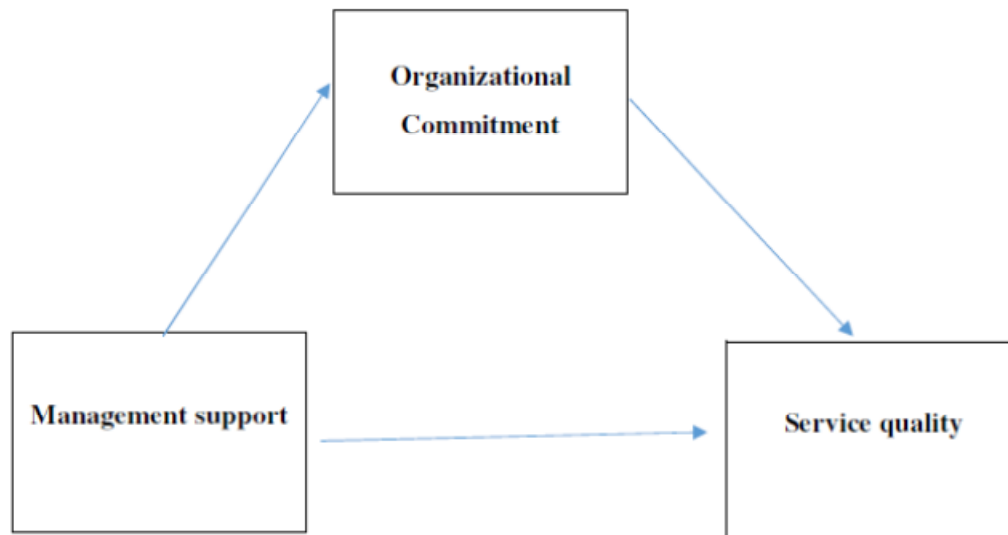 Organizational
Commitment
Management support
Service quality